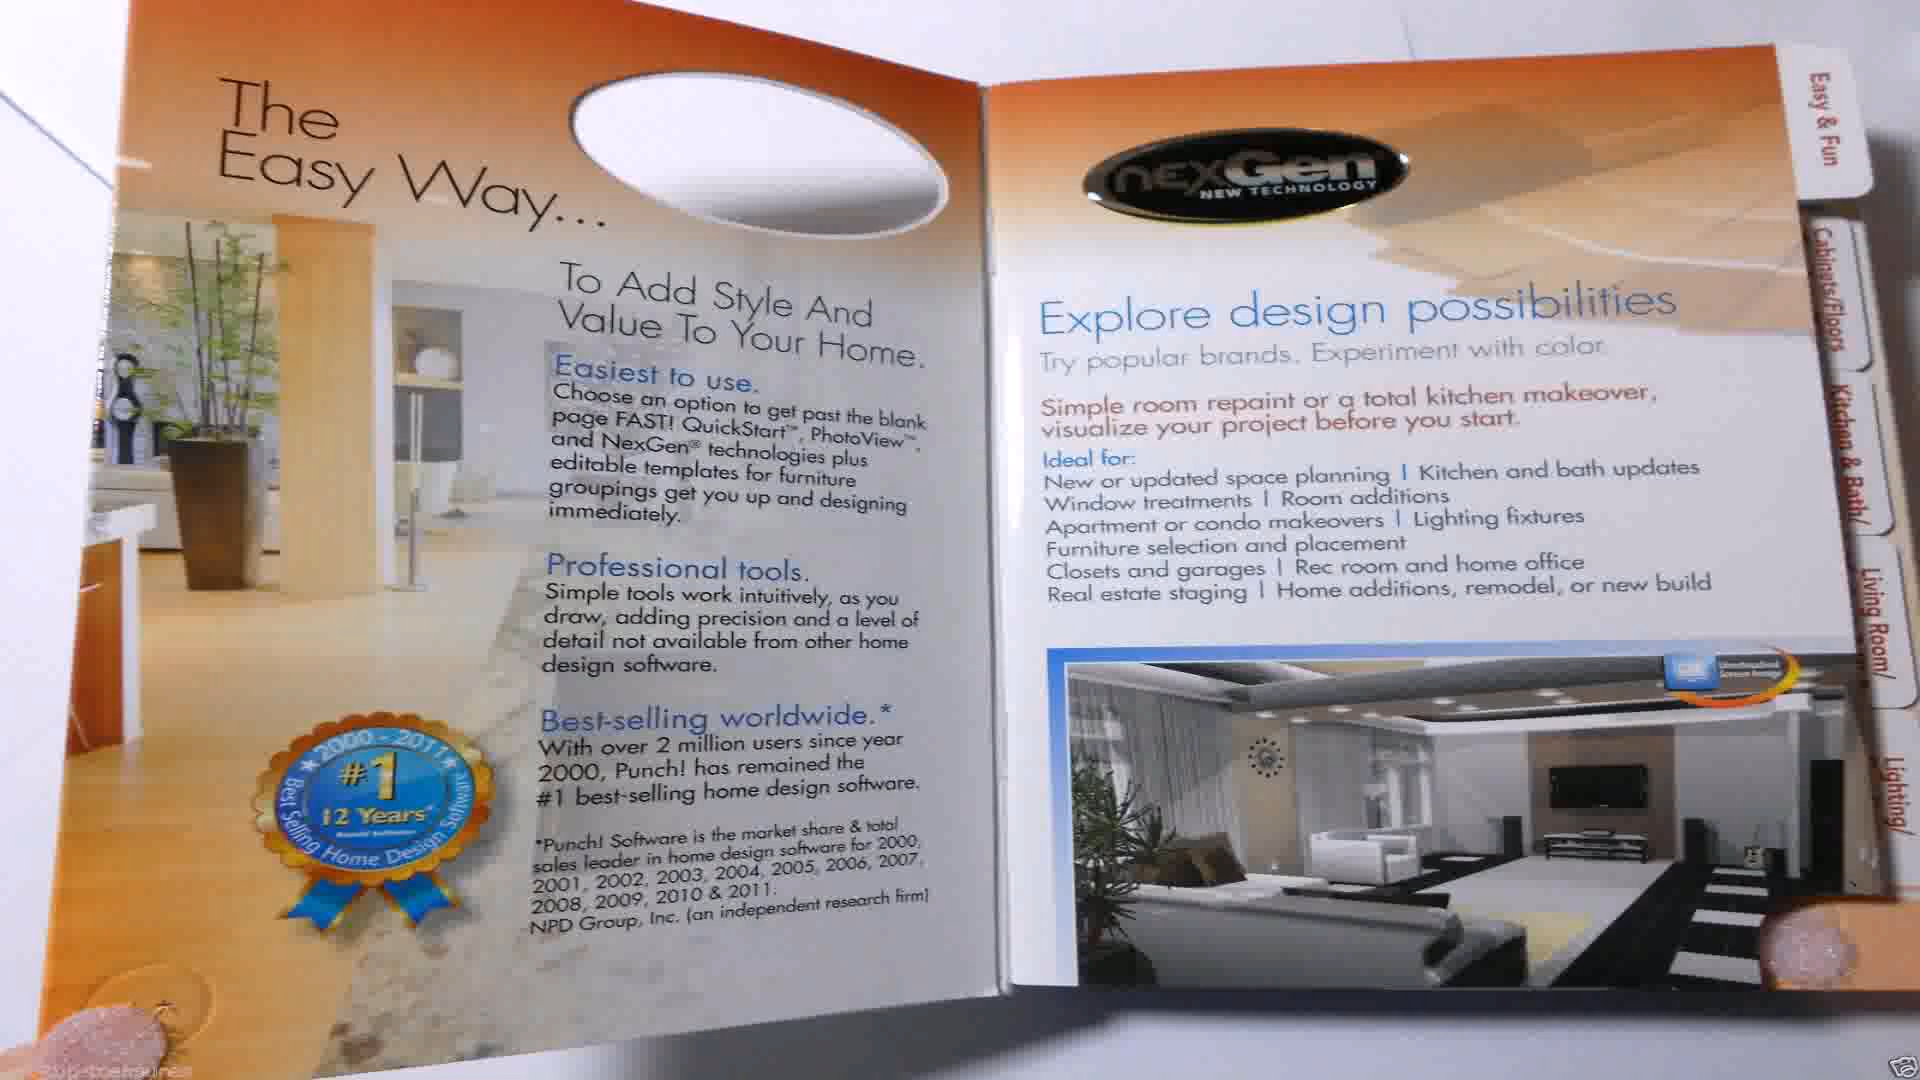 The
Easy Way...
To Add Style And
Value To Your Home.
Easiest to use.
Choose an option to get past the blank
page FAST! QuickStart™, PhotoView™,
and NexGen® technologies plus
editable templates for furniture
groupings get you up and designing
immediately.
Professional tools.
Simple tools work intuitively, as you
draw, adding precision and a level of
detail not available from other home
design software.
Best-selling worldwide.*
With over 2 million users since year
2000, Punch! has remained the
#1 best-selling home design software.
*Punch! Software is the market share & total
sales leader in home design software for 2000,
2001, 2002, 2003, 2004, 2005, 2006, 2007,
2008, 2009, 2010 & 2011.
NPD Group, Inc. (an independent research firm)
2000 - 2011
#1
12 Years*
Best Selling Home Design Software
nexGen
NEW TECHNOLOGY
Explore design possibilities
Try popular brands. Experiment with color.
Simple room repaint or a total kitchen makeover,
visualize your project before you start.
Ideal for:
New or updated space planning | Kitchen and bath updates
Window treatments | Room additions
Apartment or condo makeovers | Lighting fixtures
Furniture selection and placement
Closets and garages | Rec room and home office
Real estate staging | Home additions, remodel, or new build
Easy & Fun
Cabinets/Floors
Kitchen & Bath/
Living Room/
Lighting/